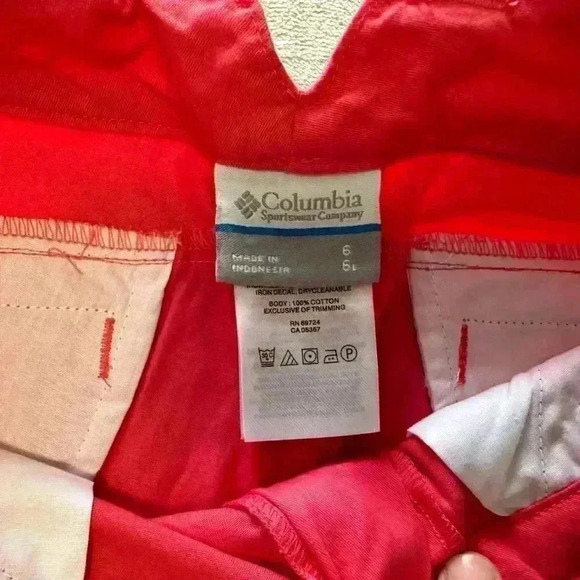 Columbia
Sportswear Company
MADE IN
INDONESIA
6
IRON DECAL, DRYCLEANABLE
BODY : 100% COTTON
EXCLUSIVE OF TRIMMING
RN 69724
CA 05367